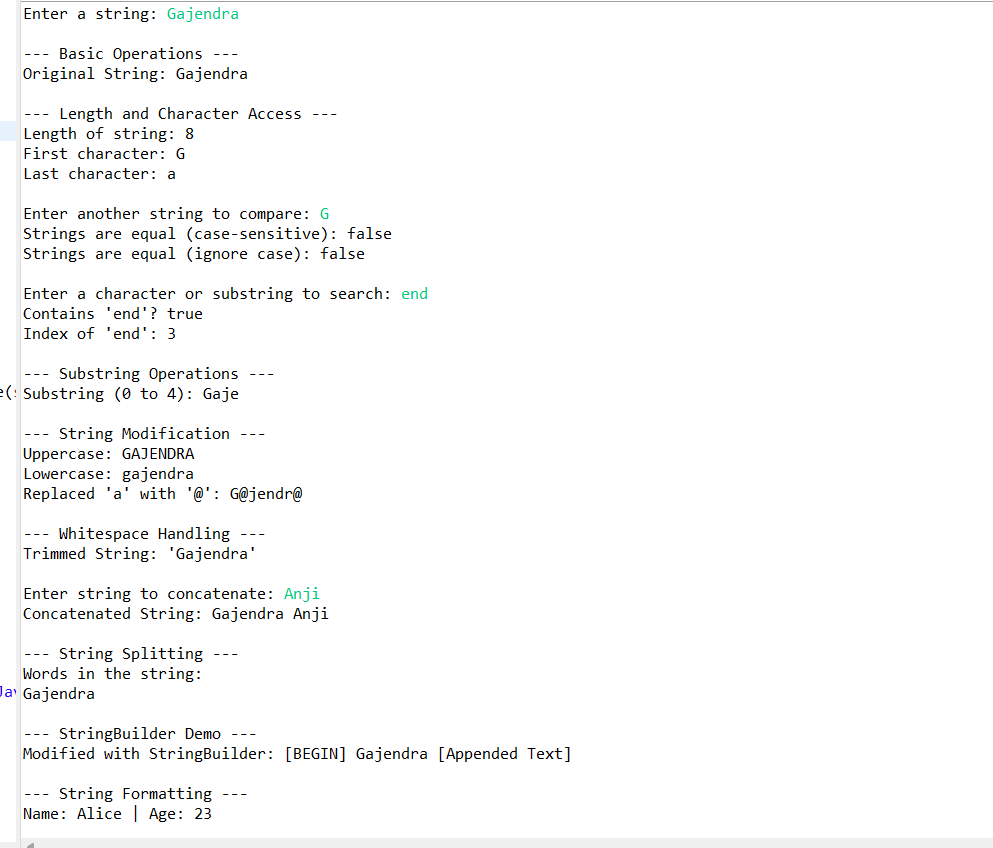 Enter a string: Gajendra
--- Basic Operations ---
Original String: Gajendra
--- Length and Character Access ---
Length of string: 8
First character: G
Last character: a
Enter another string to compare: G
Strings are equal (case-sensitive): false
Strings are equal (ignore case): false
Enter a character or substring to search: end
Contains 'end'? true
Index of 'end': 3
--- Substring Operations ---
Substring (0 to 4): Gaje
--- String Modification ---
Uppercase: GAJENDRA
Lowercase: gajendra
Replaced 'a' with '@': G@jendr@
--- Whitespace Handling ---
Trimmed String: 'Gajendra'
Enter string to concatenate: Anji
Concatenated String: Gajendra Anji
--- String Splitting ---
Words in the string:
Gajendra
--- StringBuilder Demo ---
Modified with StringBuilder: [BEGIN] Gajendra [Appended Text]
--- String Formatting ---
Name: Alice | Age: 23